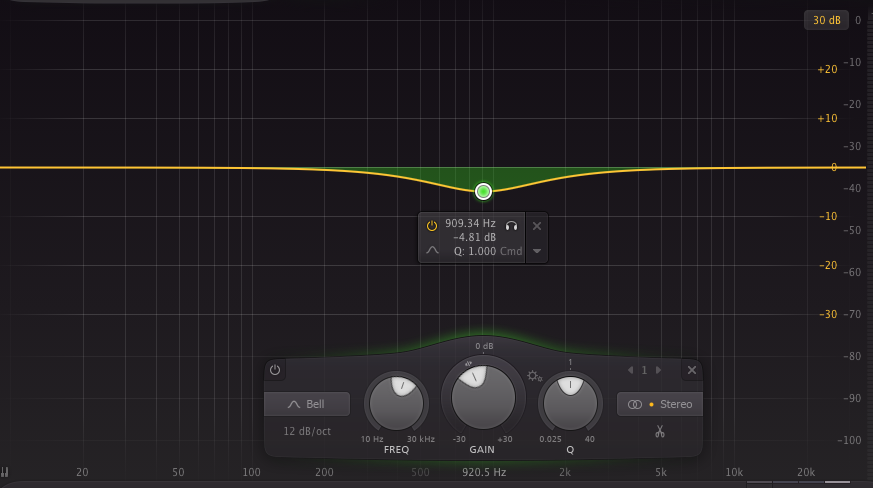 30 dB 0
-10
+20
-20
+10
-30
0
-40
-10
-50
-20
-60
-30 -70
-80
-90
-100
909.34 Hz
-4.81 dB
Q: 1.000 Cmd
0 dB
1
1
Bell
Stereo
12 dB/oct
10 Hz 30 kHz
-30 +30
0.025 40
FREQ GAIN Q
20 50 100 200 500 920.5 Hz 2k 5k 10k 20k